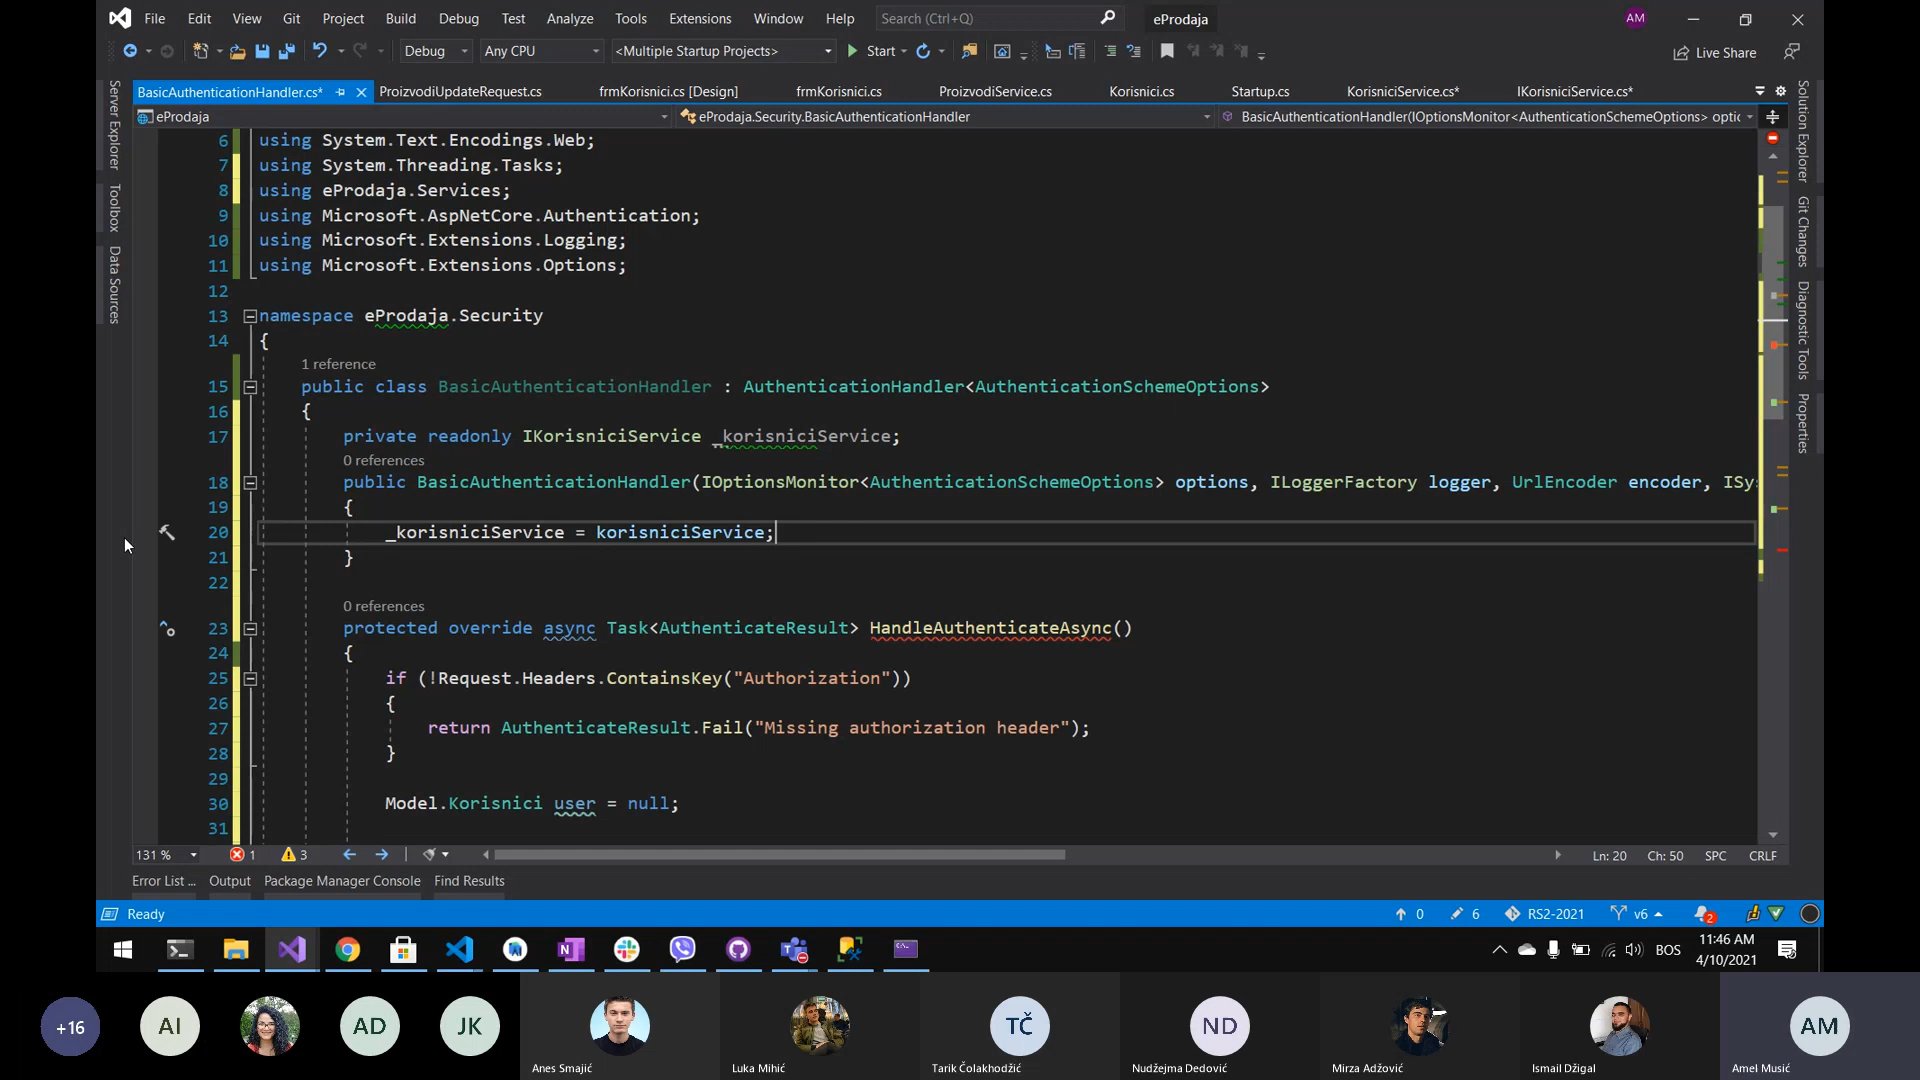 File Edit View Git Project Build Debug Test Analyze Tools Extensions Window Help Search (Ctrl+Q) eProdaja AM
Debug Any CPU <Multiple Startup Projects> Start Live Share
BasicAuthenticationHandler.cs* ProizvodiUpdateRequest.cs frmKorisnici.cs [Design] frmKorisnici.cs ProizvodiService.cs Korisnici.cs Startup.cs KorisniciService.cs* IKorisniciService.cs*
eProdaja eProdaja.Security.BasicAuthenticationHandler BasicAuthenticationHandler(IOptionsMonitor<AuthenticationSchemeOptions> optic
Server Explorer
Toolbox
Data Sources
6 using System.Text.Encodings.Web;
7 using System.Threading.Tasks;
8 using eProdaja.Services;
9 using Microsoft.AspNetCore.Authentication;
10 using Microsoft.Extensions.Logging;
11 using Microsoft.Extensions.Options;
12
13 namespace eProdaja.Security
14 {
1 reference
15 public class BasicAuthenticationHandler : AuthenticationHandler<AuthenticationSchemeOptions>
16 {
17 private readonly IKorisniciService _korisniciService;
0 references
18 public BasicAuthenticationHandler(IOptionsMonitor<AuthenticationSchemeOptions> options, ILoggerFactory logger, UrlEncoder encoder, ISy
19 {
20 _korisniciService = korisniciService;
21 }
22
0 references
23 protected override async Task<AuthenticateResult> HandleAuthenticateAsync()
24 {
25 if (!Request.Headers.ContainsKey("Authorization"))
26 {
27 return AuthenticateResult.Fail("Missing authorization header");
28 }
29
30 Model.Korisnici user = null;
31
Solution Explorer
Git Changes
Diagnostic Tools
Properties
131 % 1 3 Ln: 20 Ch: 50 SPC CRLF
Error List ... Output Package Manager Console Find Results
Ready 0 6 RS2-2021 v6 2
BOS 11:46 AM
4/10/2021
+16 AI AD JK TČ ND AM
Anes Smajić Luka Mihić Tarik Čolakhodžić Nudžejma Dedović Mirza Adžović Ismail Džigal Amel Musić